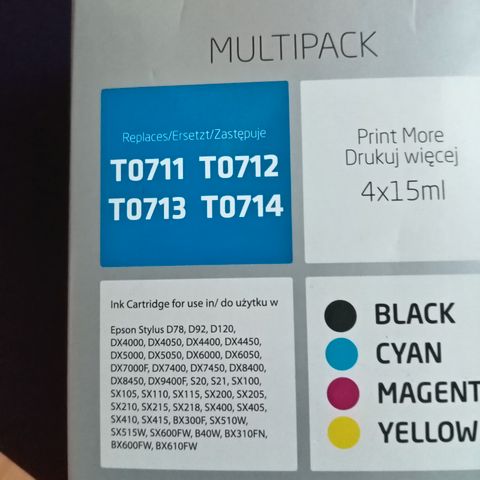 MULTIPACK
Replaces/Ersetzt/Zastępuje
T0711 T0712
T0713 T0714
Print More
Drukuj więcej
4x15ml
Ink Cartridge for use in/ do użytku w
Epson Stylus D78, D92, D120,
DX4000, DX4050, DX4400, DX4450,
DX5000, DX5050, DX6000, DX6050,
DX7000F, DX7400, DX7450, DX8400,
DX8450, DX9400F, S20, S21, SX100,
SX105, SX110, SX115, SX200, SX205,
SX210, SX215, SX218, SX400, SX405,
SX410, SX415, BX300F, SX510W,
SX515W, SX600FW, B40W, BX310FN,
BX600FW, BX610FW
BLACK
CYAN
MAGENT
YELLOW